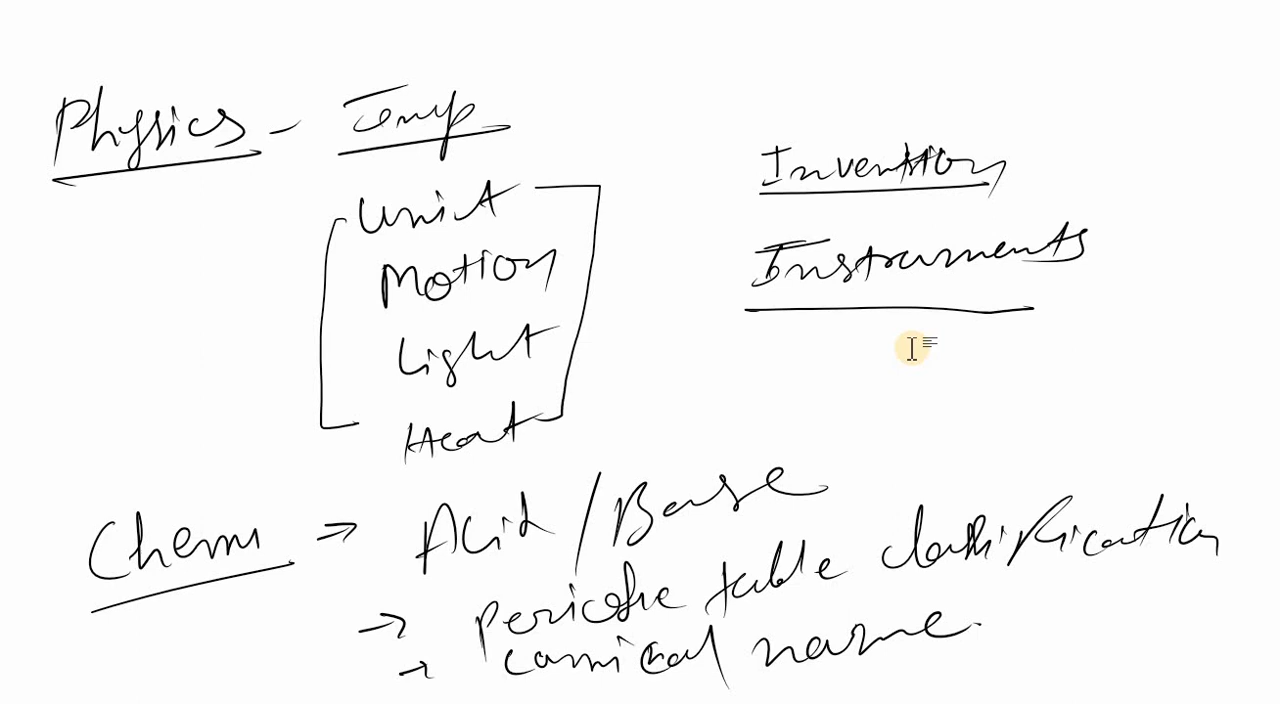 Physics - Temp
Unit
Motion
Light
Heat
Invention
Instruments
Chem → Acid / Base
→ Periodic table classification
→ camical name